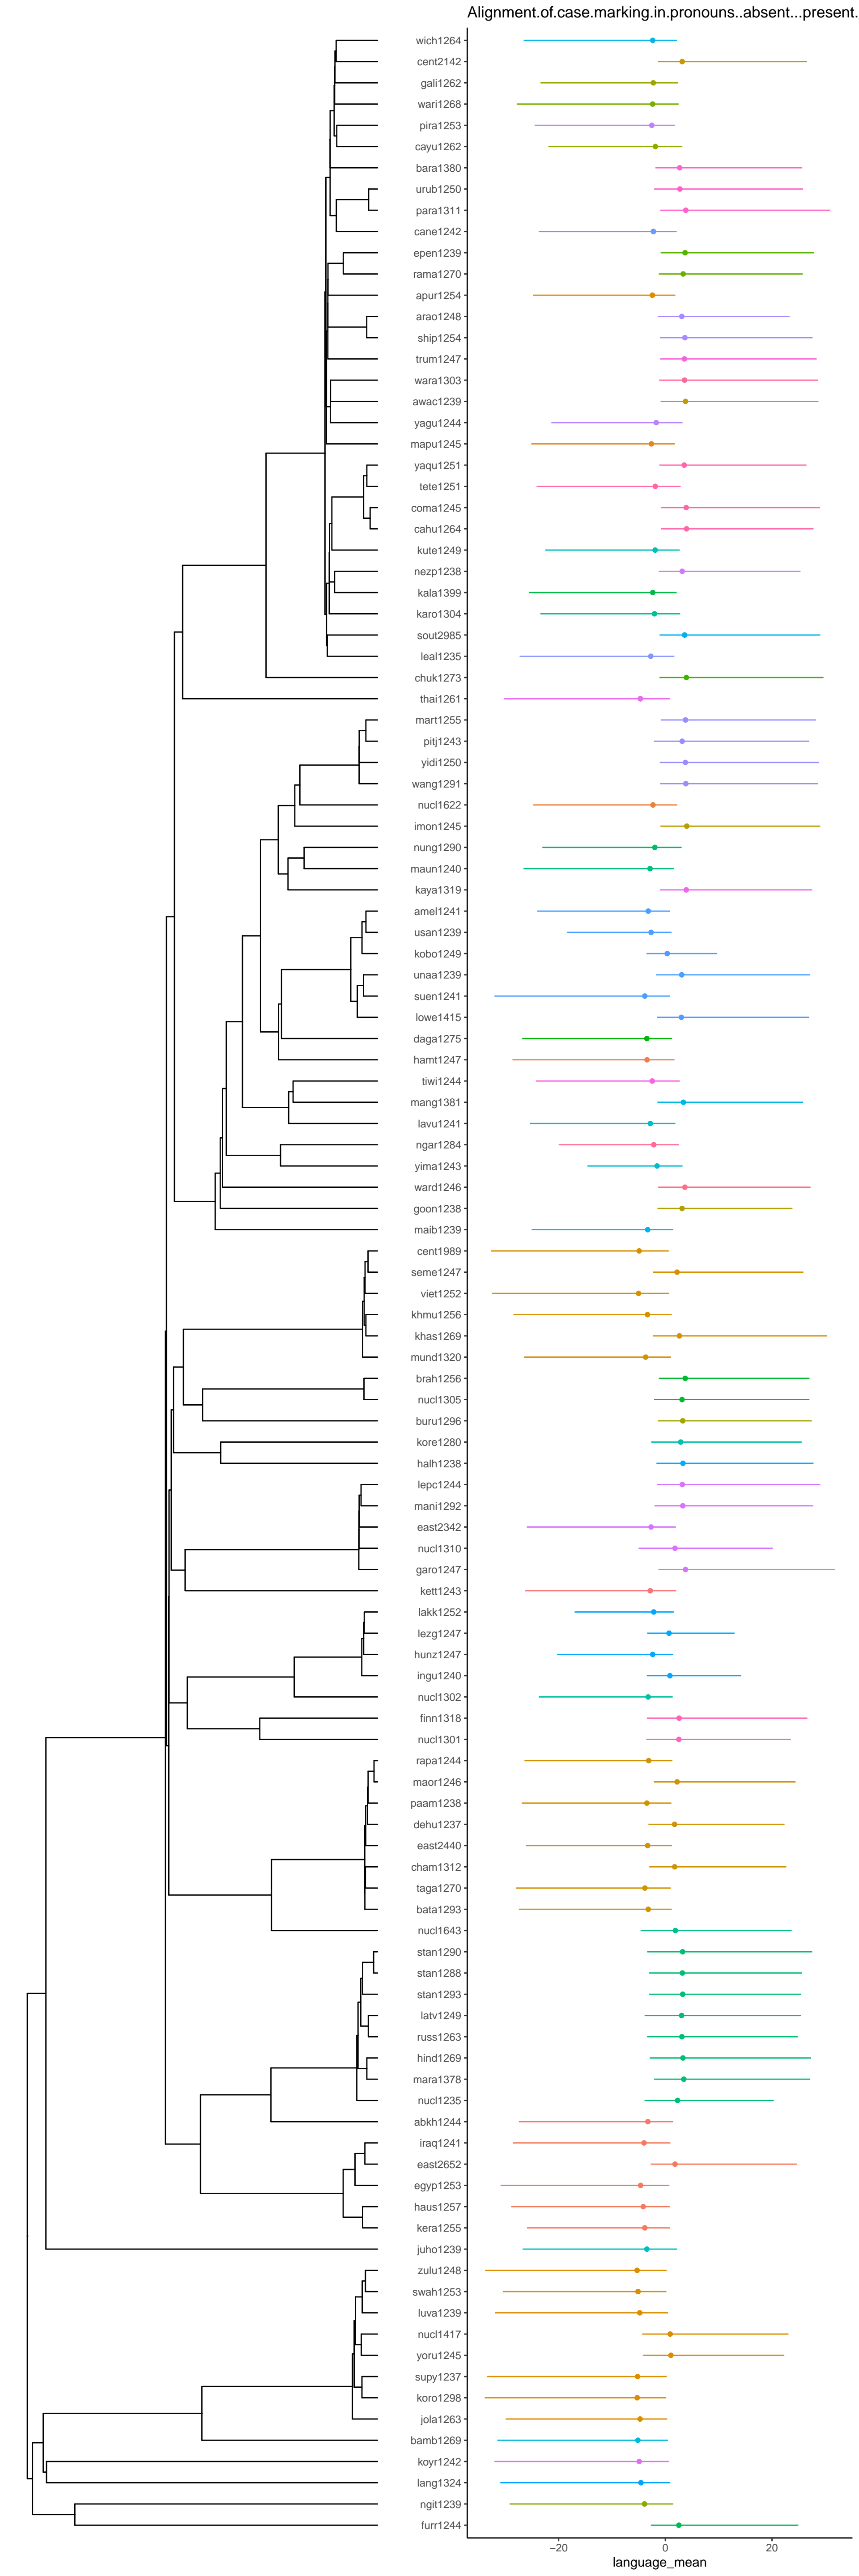 Alignment.of.case.marking.in.pronouns..absent...present.
wich1264
cent2142
gali1262
wari1268
pira1253
cayu1262
bara1380
urub1250
para1311
cane1242
epen1239
rama1270
apur1254
arao1248
ship1254
trum1247
wara1303
awac1239
yagu1244
mapu1245
yaqu1251
tete1251
coma1245
cahu1264
kute1249
nezp1238
kala1399
karo1304
sout2985
leal1235
chuk1273
thai1261
mart1255
pitj1243
yidi1250
wang1291
nucl1622
imon1245
nung1290
maun1240
kaya1319
amel1241
usan1239
kobo1249
unaa1239
suen1241
lowe1415
daga1275
hamt1247
tiwi1244
mang1381
lavu1241
ngar1284
yima1243
ward1246
goon1238
maib1239
cent1989
seme1247
viet1252
khmu1256
khas1269
mund1320
brah1256
nucl1305
buru1296
kore1280
halh1238
lepc1244
mani1292
east2342
nucl1310
garo1247
kett1243
lakk1252
lezg1247
hunz1247
ingu1240
nucl1302
finn1318
nucl1301
rapa1244
maor1246
paam1238
dehu1237
east2440
cham1312
taga1270
bata1293
nucl1643
stan1290
stan1288
stan1293
latv1249
russ1263
hind1269
mara1378
nucl1235
abkh1244
iraq1241
east2652
egyp1253
haus1257
kera1255
juho1239
zulu1248
swah1253
luva1239
nucl1417
yoru1245
supy1237
koro1298
jola1263
bamb1269
koyr1242
lang1324
ngit1239
furr1244
−20 0 20
language_mean